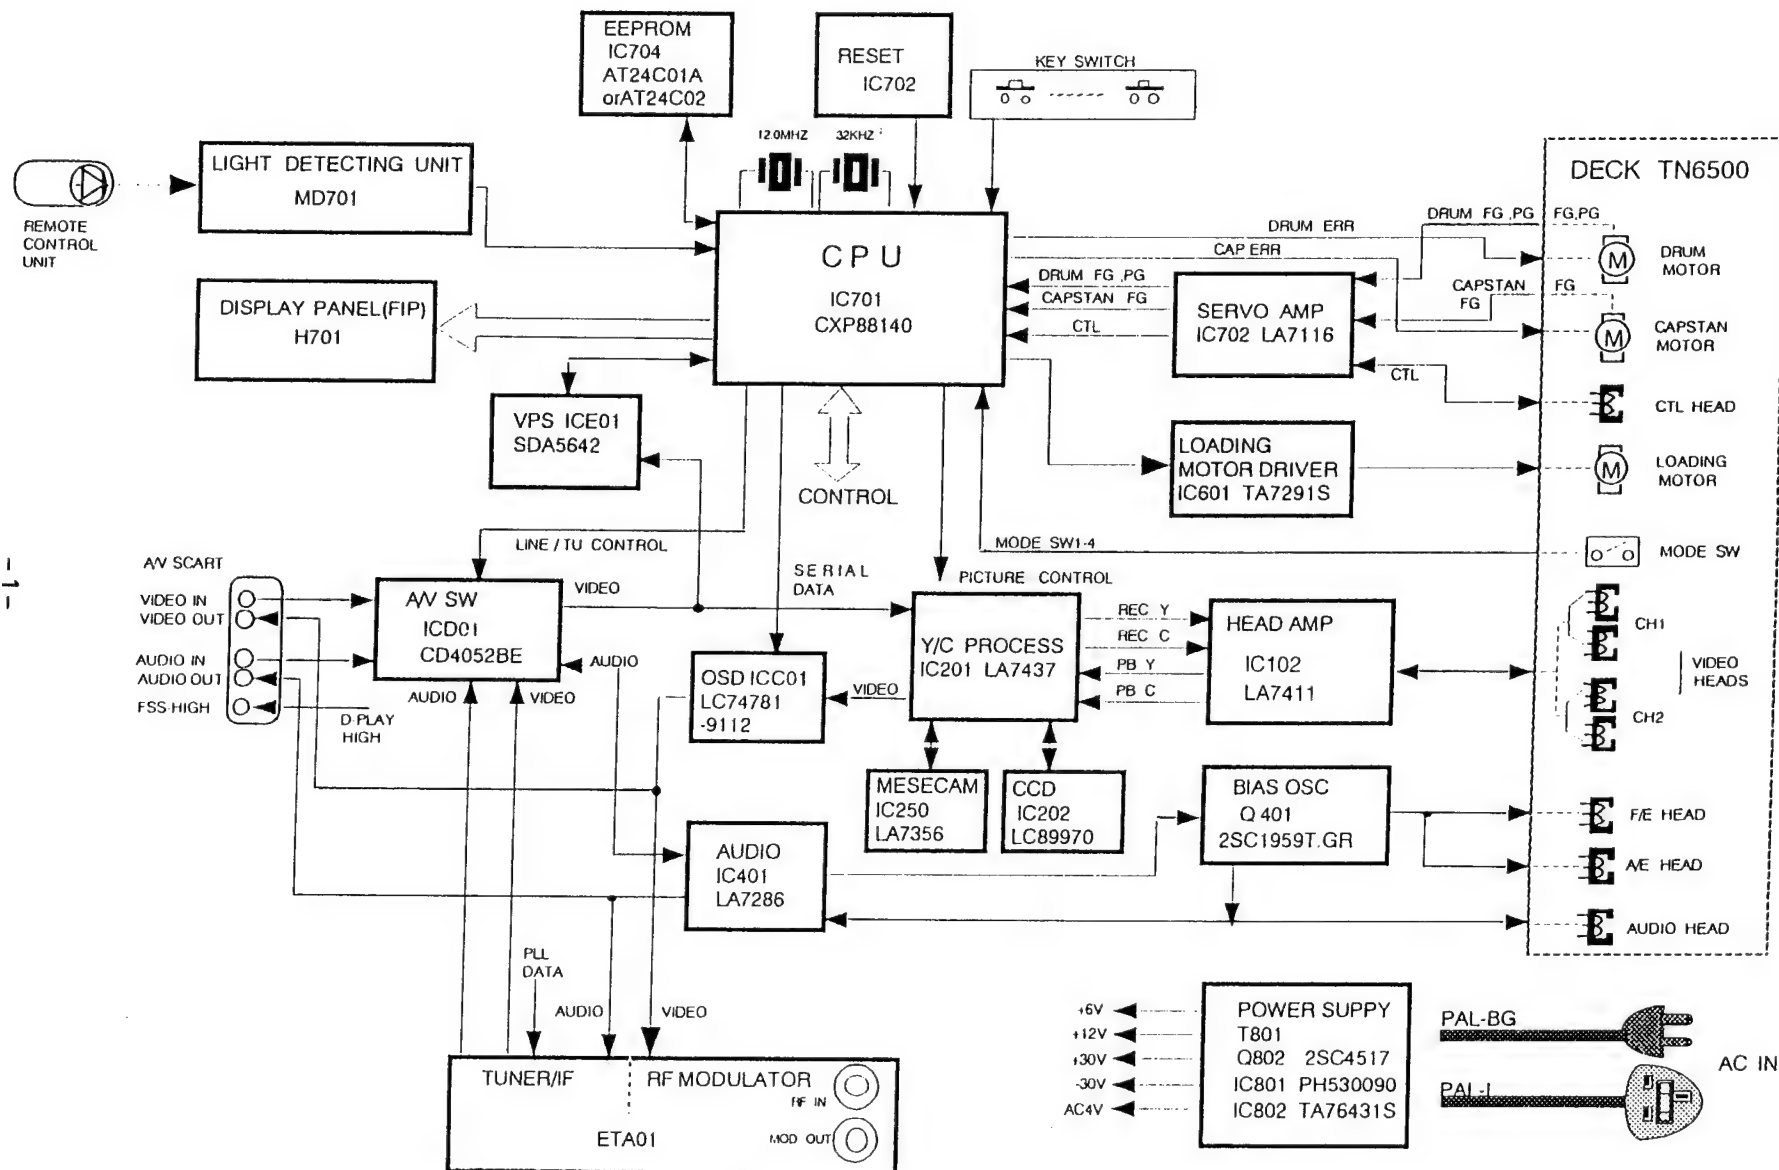 EEPROM
IC704
AT24C01A
orAT24C02
RESET
IC702
KEY SWITCH
12.0MHZ
32KHZ
DECK TN6500
LIGHT DETECTING UNIT
MD701
REMOTE
CONTROL
UNIT
CPU
IC701
CXP88140
DRUM ERR
CAP.ERR
DRUM FG ,PG
CAPSTAN FG
CTL
DRUM FG ,PG
FG,PG
DRUM
MOTOR
M
SERVO AMP
IC702 LA7116
CAPSTAN
FG
FG
CAPSTAN
MOTOR
M
CTL
CTL HEAD
DISPLAY PANEL(FIP)
H701
VPS ICE01
SDA5642
CONTROL
LOADING
MOTOR DRIVER
IC601 TA7291S
LOADING
MOTOR
M
MODE SW1-4
MODE SW
LINE / TU CONTROL
A/V SCART
VIDEO IN
VIDEO OUT
AUDIO IN
AUDIO OUT
FSS-HIGH
D-PLAY
HIGH
A/V SW
ICD01
CD4052BE
VIDEO
AUDIO
AUDIO
VIDEO
SERIAL
DATA
PICTURE CONTROL
Y/C PROCESS
IC201 LA7437
REC Y
REC C
PB Y
PB C
HEAD AMP
IC102
LA7411
CH1
CH2
VIDEO
HEADS
OSD ICC01
LC74781
-9112
VIDEO
MESECAM
IC250
LA7356
CCD
IC202
LC89970
BIAS OSC
Q401
2SC1959T.GR
F/E HEAD
A/E HEAD
AUDIO HEAD
AUDIO
IC401
LA7286
PLL
DATA
AUDIO
VIDEO
TUNER/IF
RF MODULATOR
RF IN
ETA01
MOD OUT
+6V
+12V
+30V
-30V
AC4V
POWER SUPPY
T801
Q802 2SC4517
IC801 PH530090
IC802 TA76431S
PAL-BG
PAL-I
AC IN
-1-